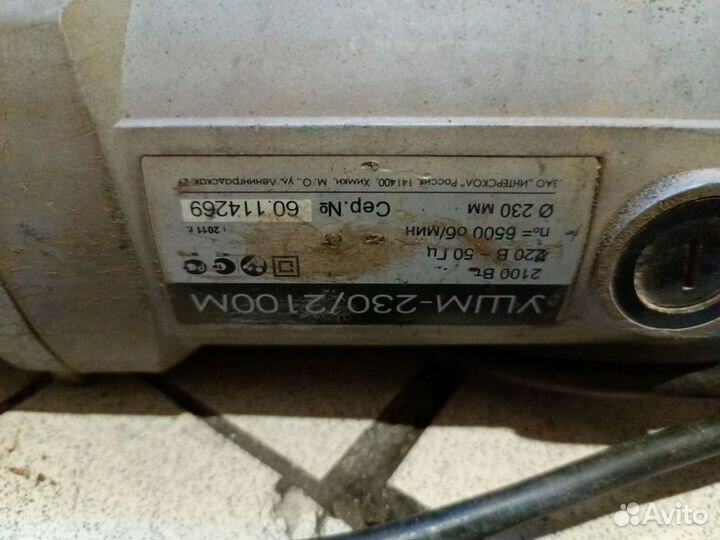 УШМ-230/2100М
2100 Вт
220 В ~ 50 Гц
n₀= 6500 об/мин
2011 г.
Ø 230 мм
Сер.№ 60.114269
ЗАО „ИНТЕРСКОЛ" Россия, 141400, Химки, М. О., ул. Ленинградская, 29
Avito